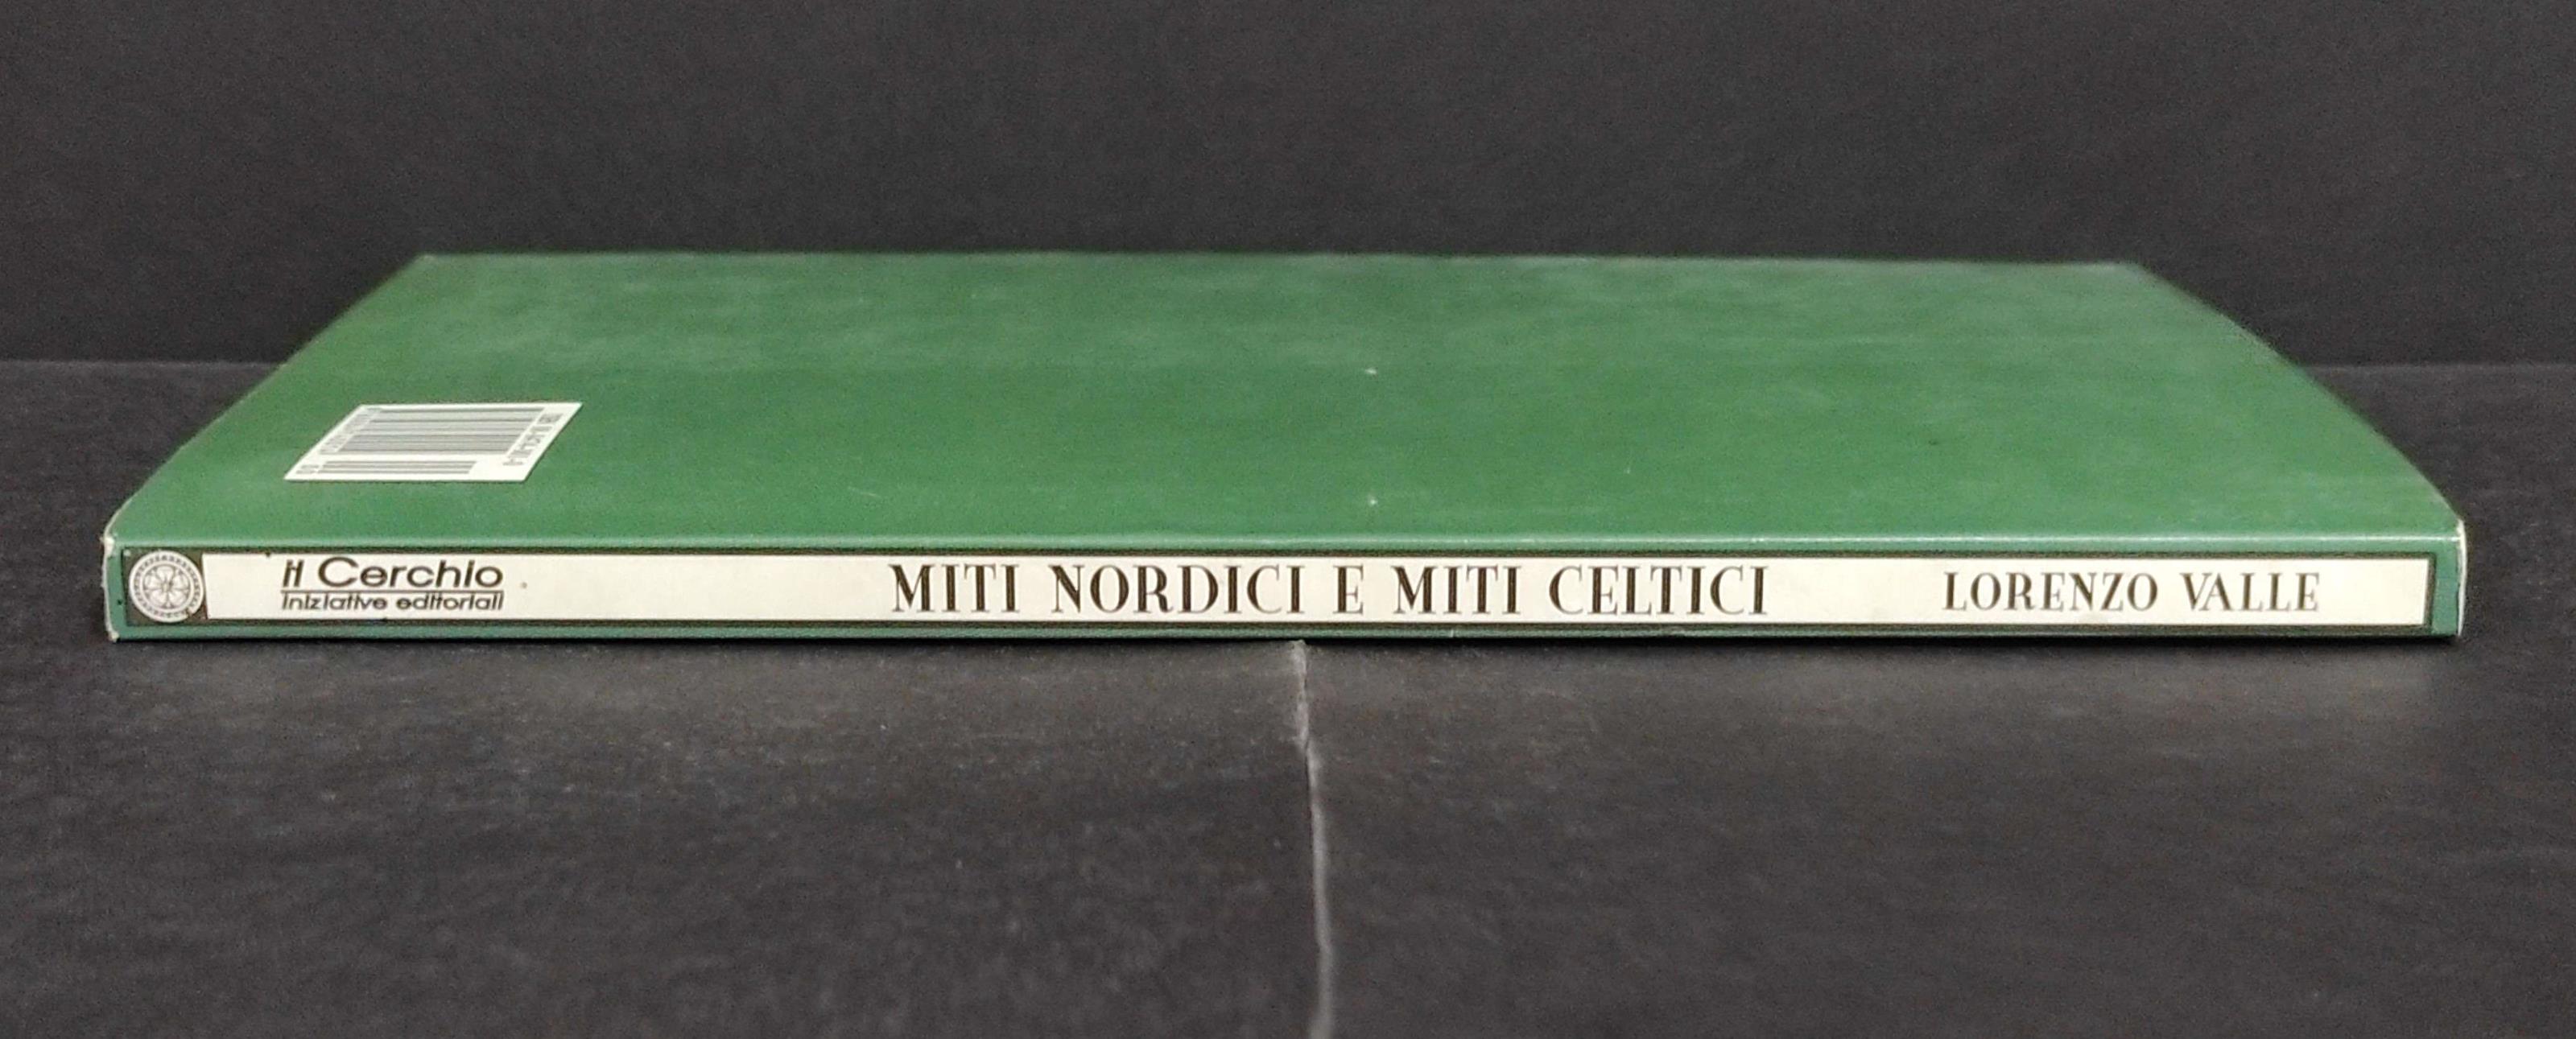 il Cerchio
iniziative editoriali
MITI NORDICI E MITI CELTICI
LORENZO VALLE